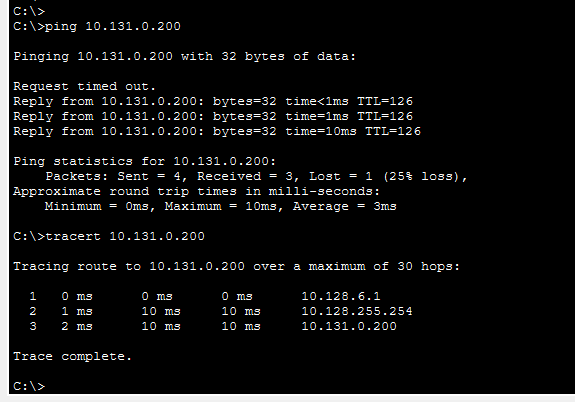 C:\>
C:\>ping 10.131.0.200
Pinging 10.131.0.200 with 32 bytes of data:
Request timed out.
Reply from 10.131.0.200: bytes=32 time<1ms TTL=126
Reply from 10.131.0.200: bytes=32 time=1ms TTL=126
Reply from 10.131.0.200: bytes=32 time=10ms TTL=126
Ping statistics for 10.131.0.200:
    Packets: Sent = 4, Received = 3, Lost = 1 (25% loss),
Approximate round trip times in milli-seconds:
    Minimum = 0ms, Maximum = 10ms, Average = 3ms
C:\>tracert 10.131.0.200
Tracing route to 10.131.0.200 over a maximum of 30 hops:
  1   0 ms      0 ms      0 ms      10.128.6.1
  2   1 ms      10 ms     10 ms     10.128.255.254
  3   2 ms      10 ms     10 ms     10.131.0.200
Trace complete.
C:\>